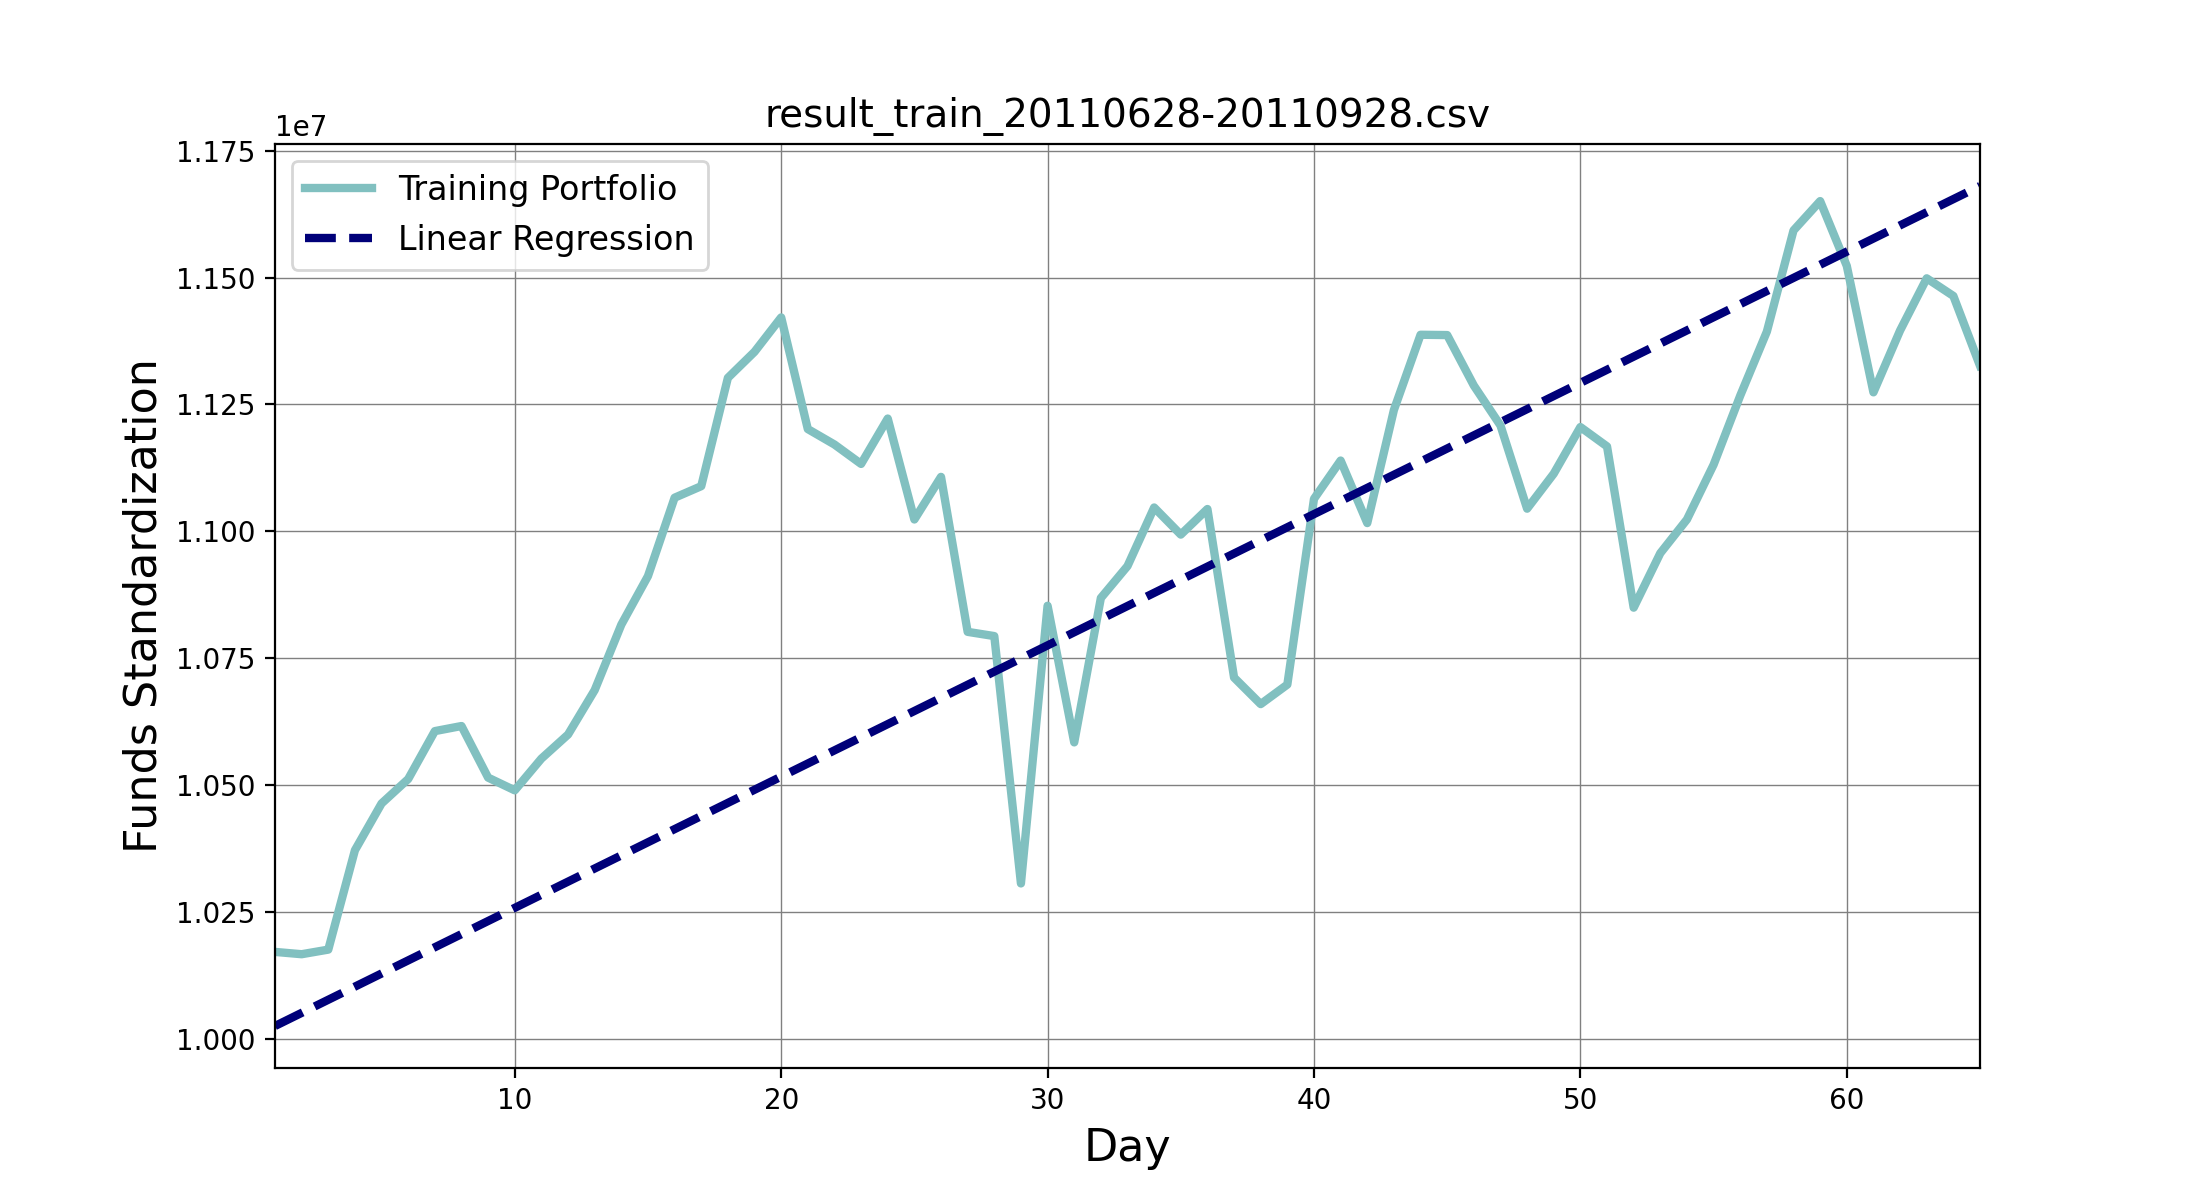 result_train_20110628-20110928.csv
1e7
Training Portfolio
Linear Regression
Funds Standardization
1.175
1.150
1.125
1.100
1.075
1.050
1.025
1.000
10 20 30 40 50 60
Day